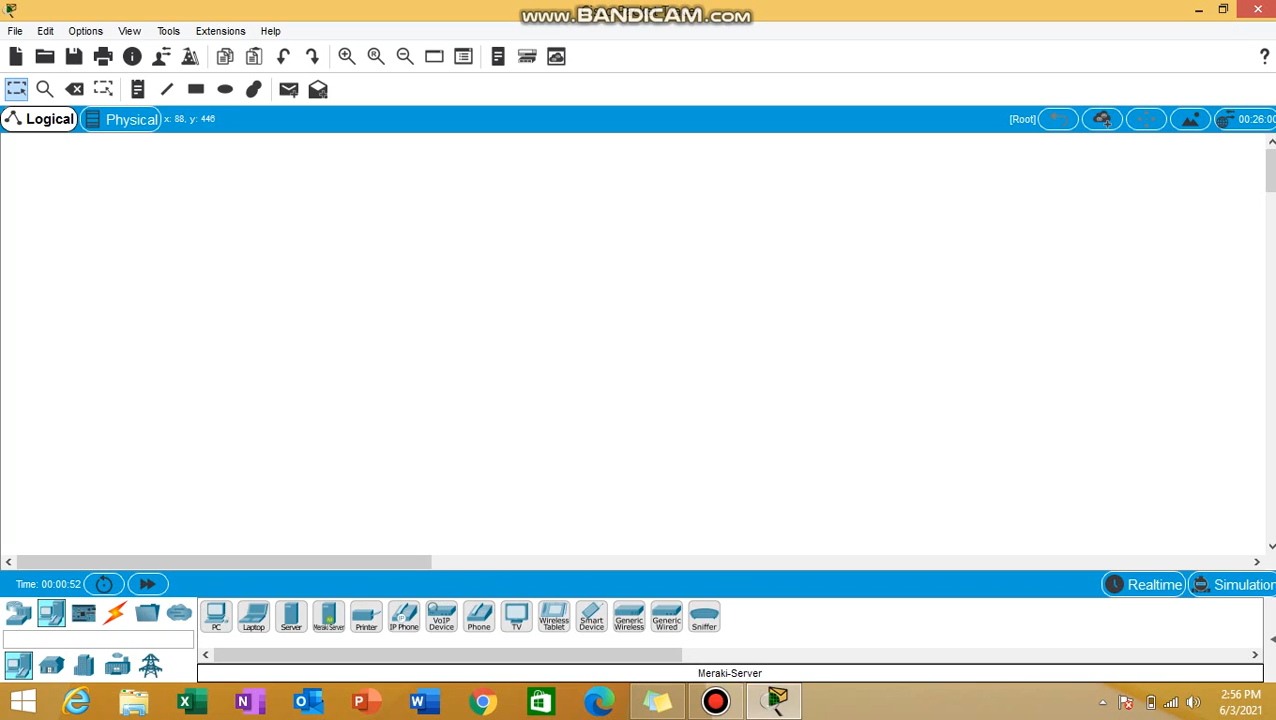 www.BANDICAM.com
File Edit Options View Tools Extensions Help
Logical Physical x: 88, y: 446 [Root] 00:26:00
Time: 00:00:52 Realtime Simulation
PC Laptop Server Meraki Server Printer IP Phone VoIP Device Phone TV Wireless Tablet Smart Device Generic Wireless Generic Wired Sniffer
Meraki-Server
2:56 PM
6/3/2021